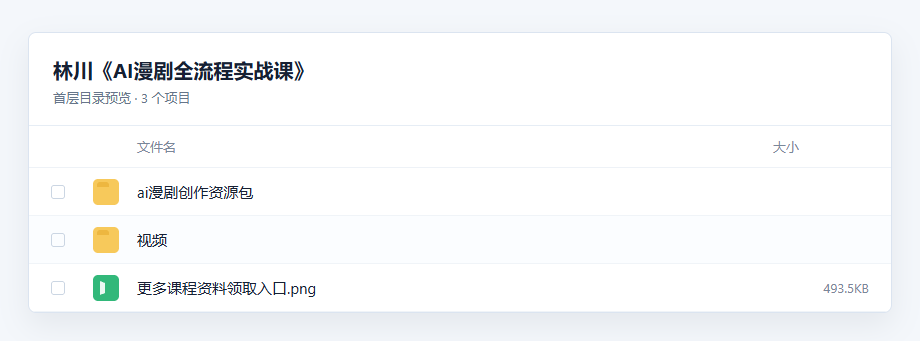 林川《AI漫剧全流程实战课》
首层目录预览 · 3 个项目
文件名 大小
ai漫剧创作资源包
视频
更多课程资料领取入口.png 493.5KB